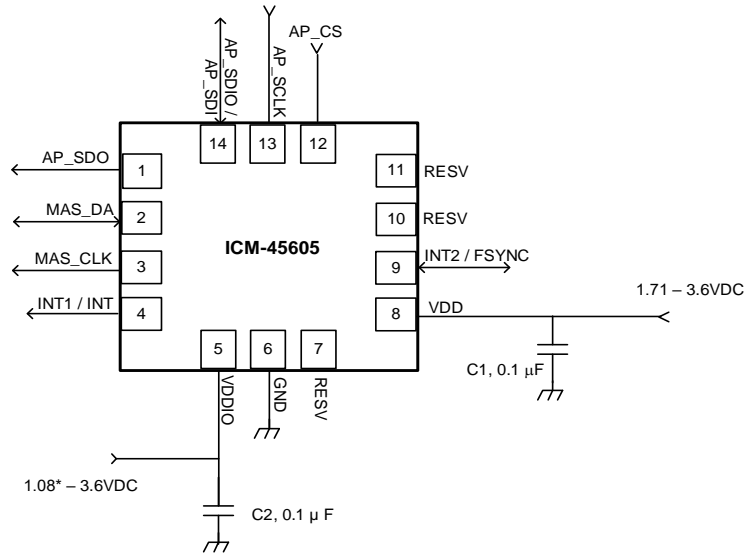 AP_SDIO /
AP_SDI
AP_SCLK
AP_CS
14
13
12
AP_SDO
1
11
RESV
MAS_DA
2
10
RESV
ICM-45605
MAS_CLK
3
9
INT2 / FSYNC
INT1 / INT
4
8
VDD
1.71 – 3.6VDC
5
6
7
VDDIO
GND
RESV
C1, 0.1 µF
1.08* – 3.6VDC
C2, 0.1 µ F